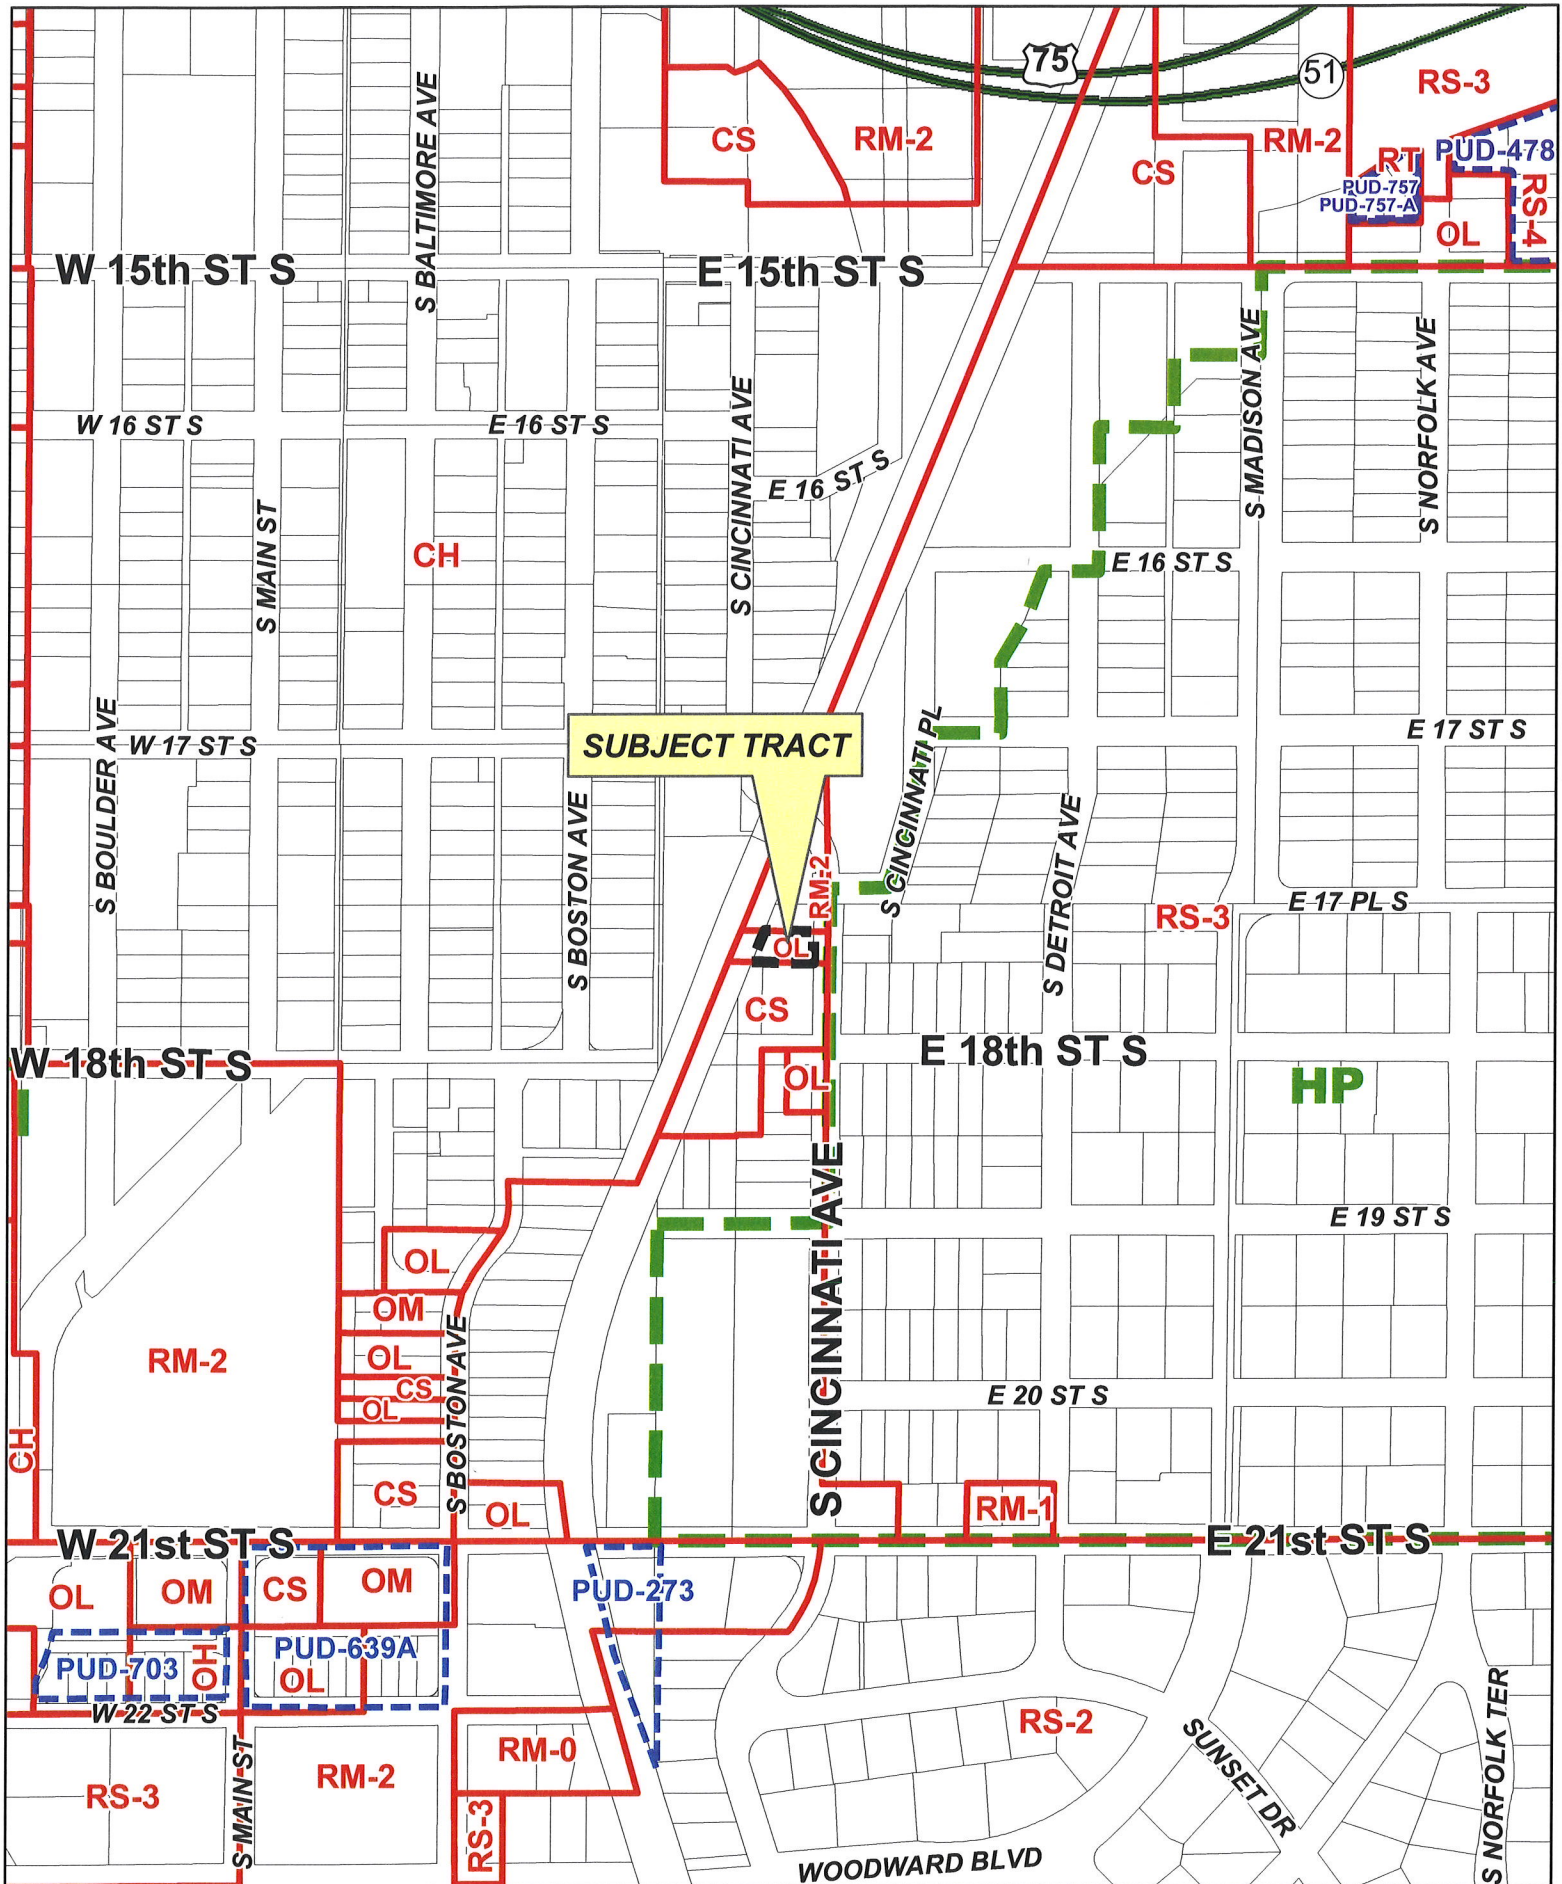 75
51
RS-3
S BALTIMORE AVE
CS
RM-2
CS
RM-2
RT
PUD-478
PUD-757
PUD-757-A
RS-4
OL
W 15th ST S
E 15th ST S
S MADISON AVE
S NORFOLK AVE
S CINCINNATI AVE
W 16 ST S
E 16 ST S
E 16 ST S
S MAIN ST
CH
E 16 ST S
S BOULDER AVE
W 17 ST S
SUBJECT TRACT
S CINCINNATI PL
E 17 ST S
S BOSTON AVE
S DETROIT AVE
RM-2
E 17 PL S
RS-3
OL
CS
W 18th ST S
E 18th ST S
OL
HP
S CINCINNATI AVE
E 19 ST S
OL
OM
RM-2
OL
CS
OL
S BOSTON AVE
E 20 ST S
CH
CS
OL
RM-1
W 21st ST S
E 21st ST S
OL
OM
CS
OM
PUD-273
PUD-703
OH
PUD-639A
OL
W 22 ST S
RS-2
S NORFOLK TER
SUNSET DR
RM-0
RS-3
S MAIN ST
RM-2
RS-3
WOODWARD BLVD